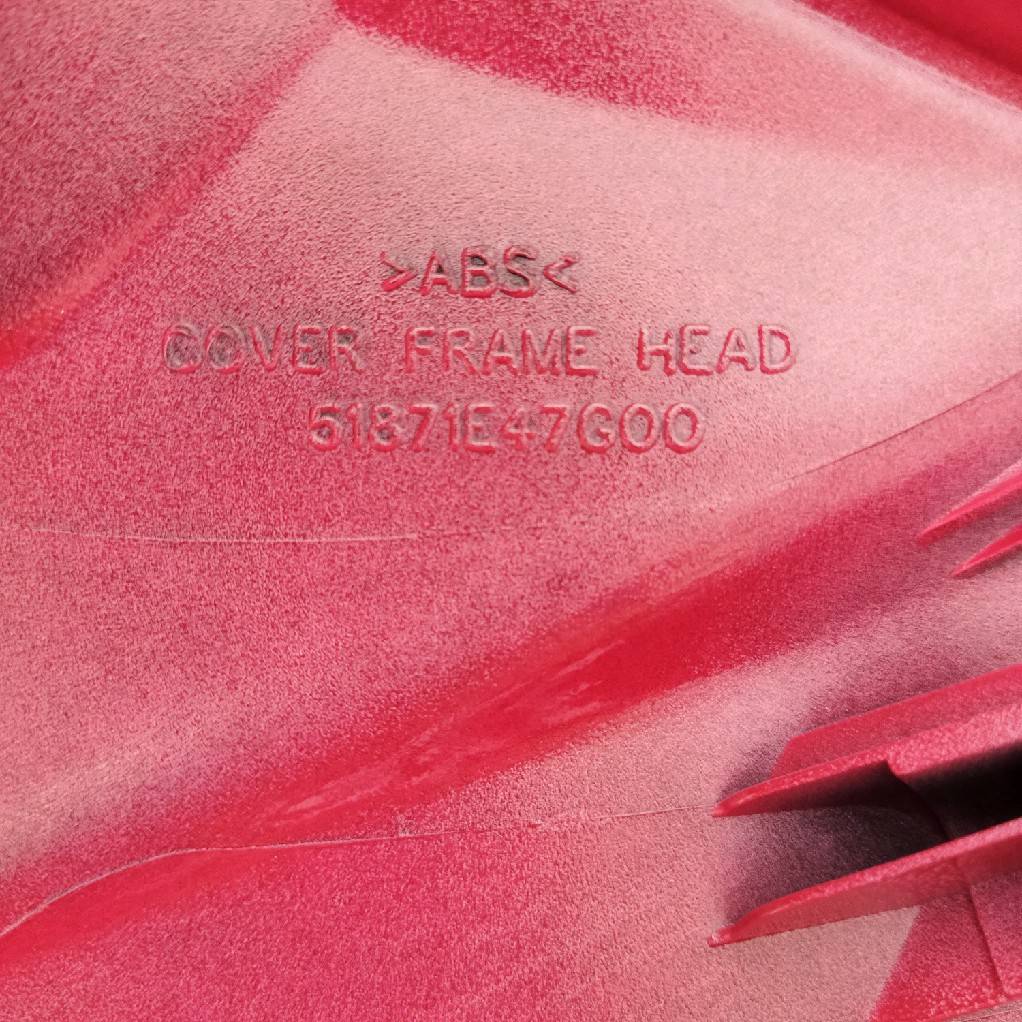 >ABS<
COVER FRAME HEAD
51871E47G00